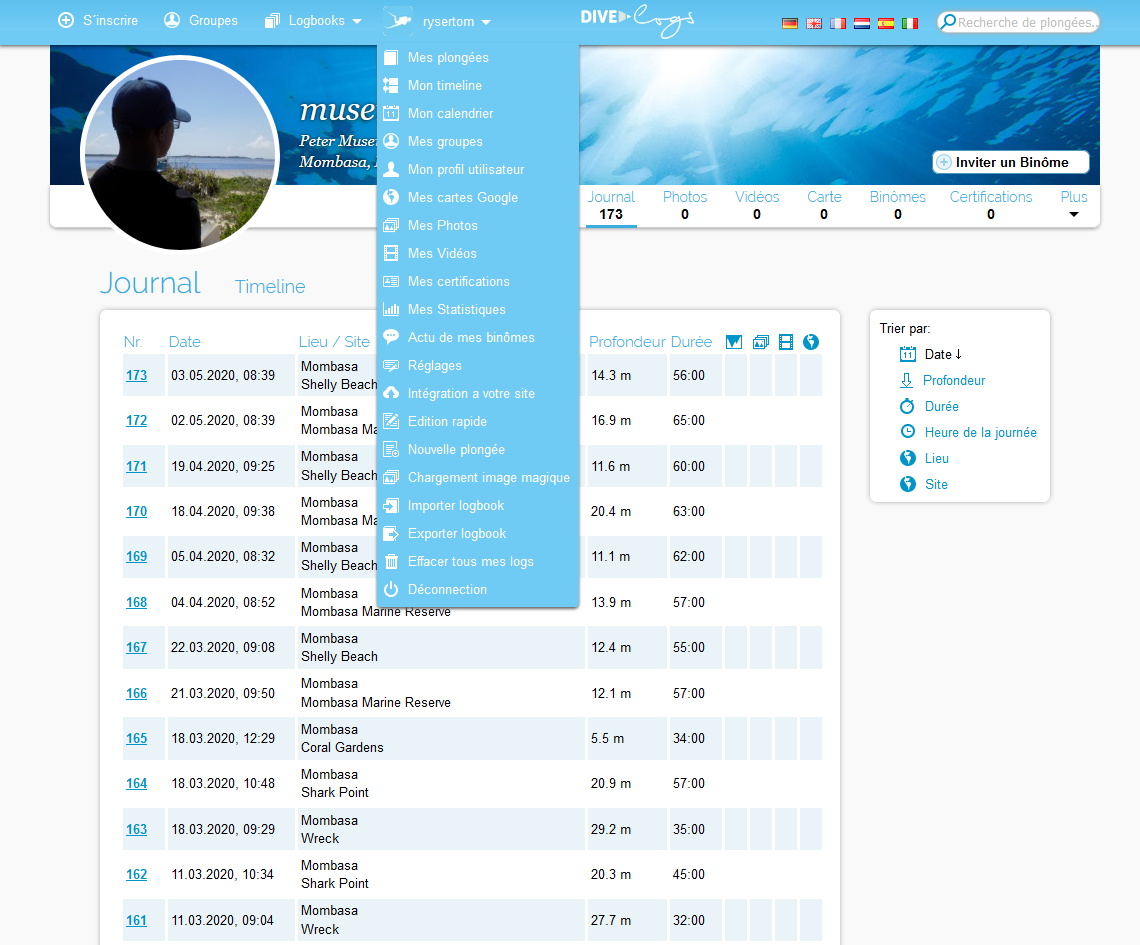 S´inscrire
Groupes
Logbooks
rysertom
DIVE Logs
Recherche de plongées..
Mes plongées
Mon timeline
11
Mon calendrier
Mes groupes
Mon profil utilisateur
Mes cartes Google
Mes Photos
Mes Vidéos
Mes certifications
Mes Statistiques
Actu de mes binômes
Réglages
Intégration a votre site
Edition rapide
Nouvelle plongée
Chargement image magique
Importer logbook
Exporter logbook
Effacer tous mes logs
Déconnection
Peter
Mombasa,
Inviter un Binôme
Journal
173
Photos
0
Vidéos
0
Carte
0
Binômes
0
Certifications
0
Plus
Journal
Timeline
Nr. Date Lieu / Site Profondeur Durée
173 03.05.2020, 08:39 Mombasa 14.3 m 56:00
Shelly Beach
172 02.05.2020, 08:39 Mombasa 16.9 m 65:00
Mombasa
171 19.04.2020, 09:25 Mombasa 11.6 m 60:00
Shelly Beach
170 18.04.2020, 09:38 Mombasa 20.4 m 63:00
Mombasa
169 05.04.2020, 08:32 Mombasa 11.1 m 62:00
Shelly Beach
168 04.04.2020, 08:52 Mombasa 13.9 m 57:00
Mombasa Marine Reserve
167 22.03.2020, 09:08 Mombasa 12.4 m 55:00
Shelly Beach
166 21.03.2020, 09:50 Mombasa 12.1 m 57:00
Mombasa Marine Reserve
165 18.03.2020, 12:29 Mombasa 5.5 m 34:00
Coral Gardens
164 18.03.2020, 10:48 Mombasa 20.9 m 57:00
Shark Point
163 18.03.2020, 09:29 Mombasa 29.2 m 35:00
Wreck
162 11.03.2020, 10:34 Mombasa 20.3 m 45:00
Shark Point
161 11.03.2020, 09:04 Mombasa 27.7 m 32:00
Wreck
Trier par:
11
Date ↓
Profondeur
Durée
Heure de la journée
Lieu
Site